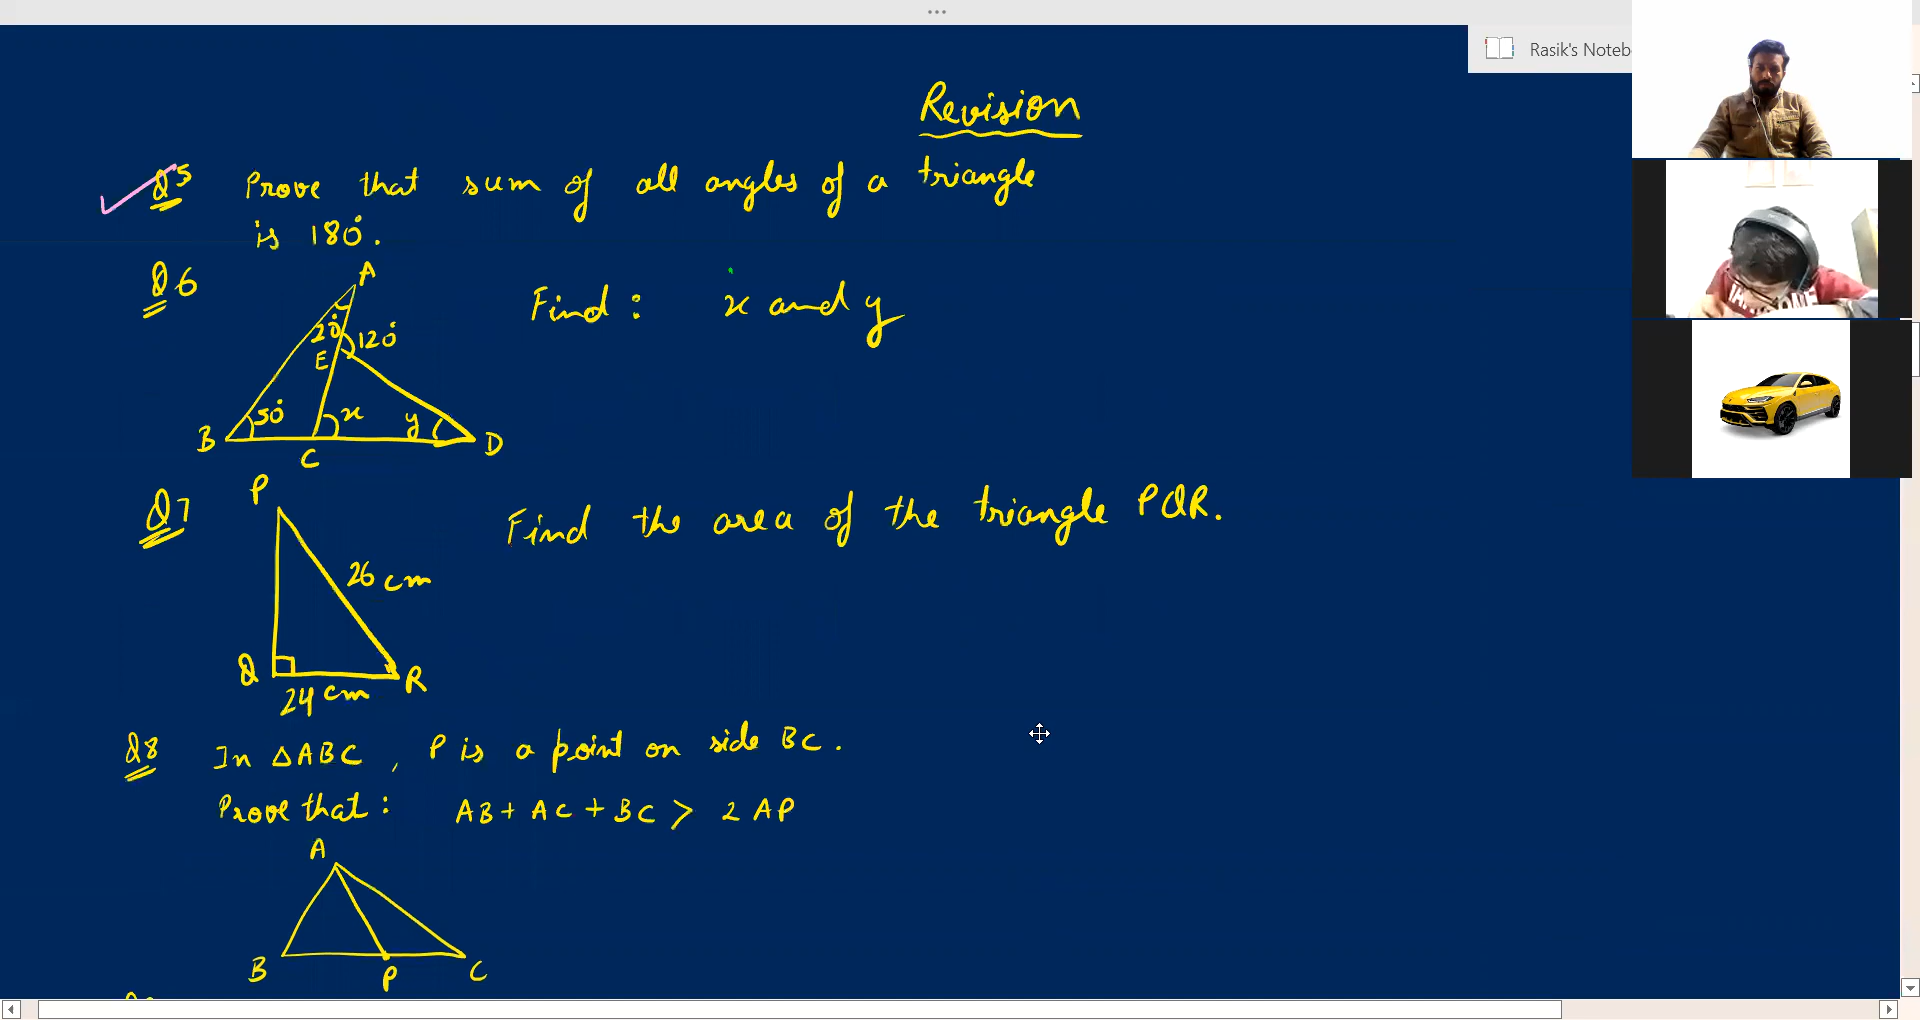 Rasik's Noteb
Revision
Q5 Prove that sum of all angles of a triangle
is 180°.
Q6
Find : x and y
A
20°
120°
E
50°
x
y
B
C
D
Q7
Find the area of the triangle PQR.
P
26 cm
Q
R
24 cm
Q8 In △ABC, P is a point on side BC.
Prove that : AB + AC + BC > 2 AP
A
B
P
C